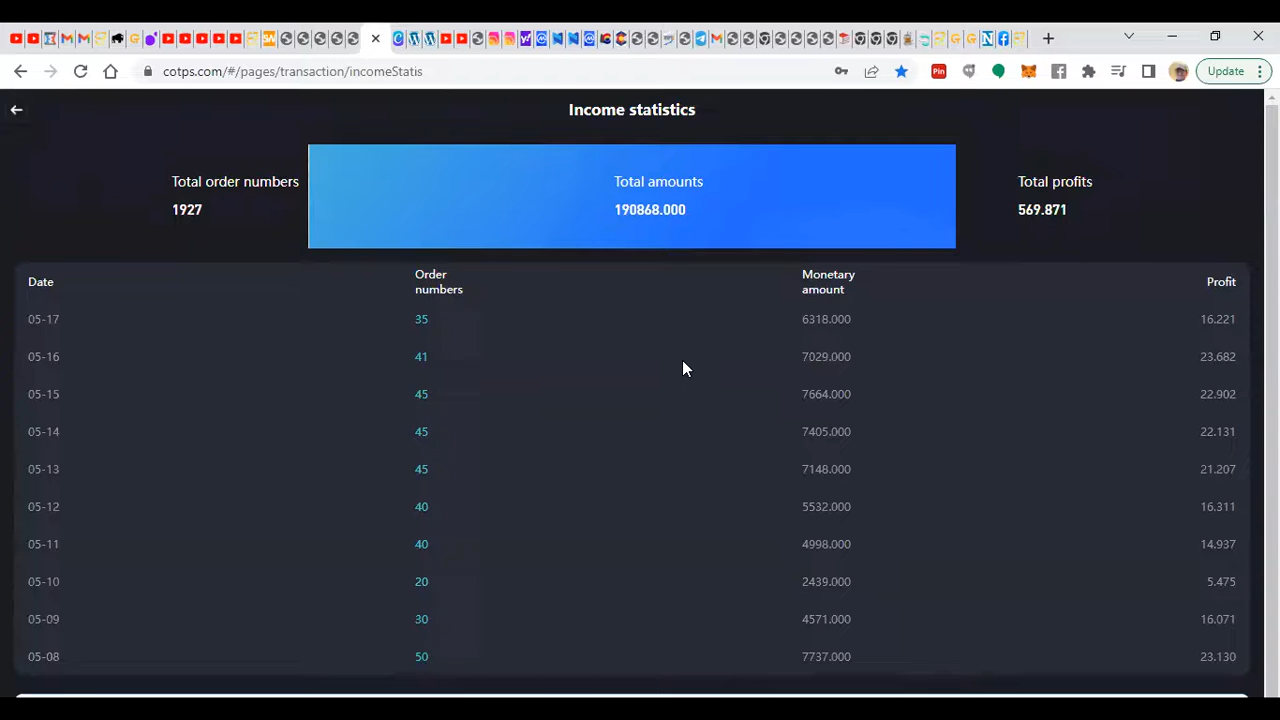 cotps.com/#/pages/transaction/incomeStatis
Update
Income statistics
Total order numbers
1927
Total amounts
190868.000
Total profits
569.871
Date Order numbers Monetary amount Profit
05-17 35 6318.000 16.221
05-16 41 7029.000 23.682
05-15 45 7664.000 22.902
05-14 45 7405.000 22.131
05-13 45 7148.000 21.207
05-12 40 5532.000 16.311
05-11 40 4998.000 14.937
05-10 20 2439.000 5.475
05-09 30 4571.000 16.071
05-08 50 7737.000 23.130